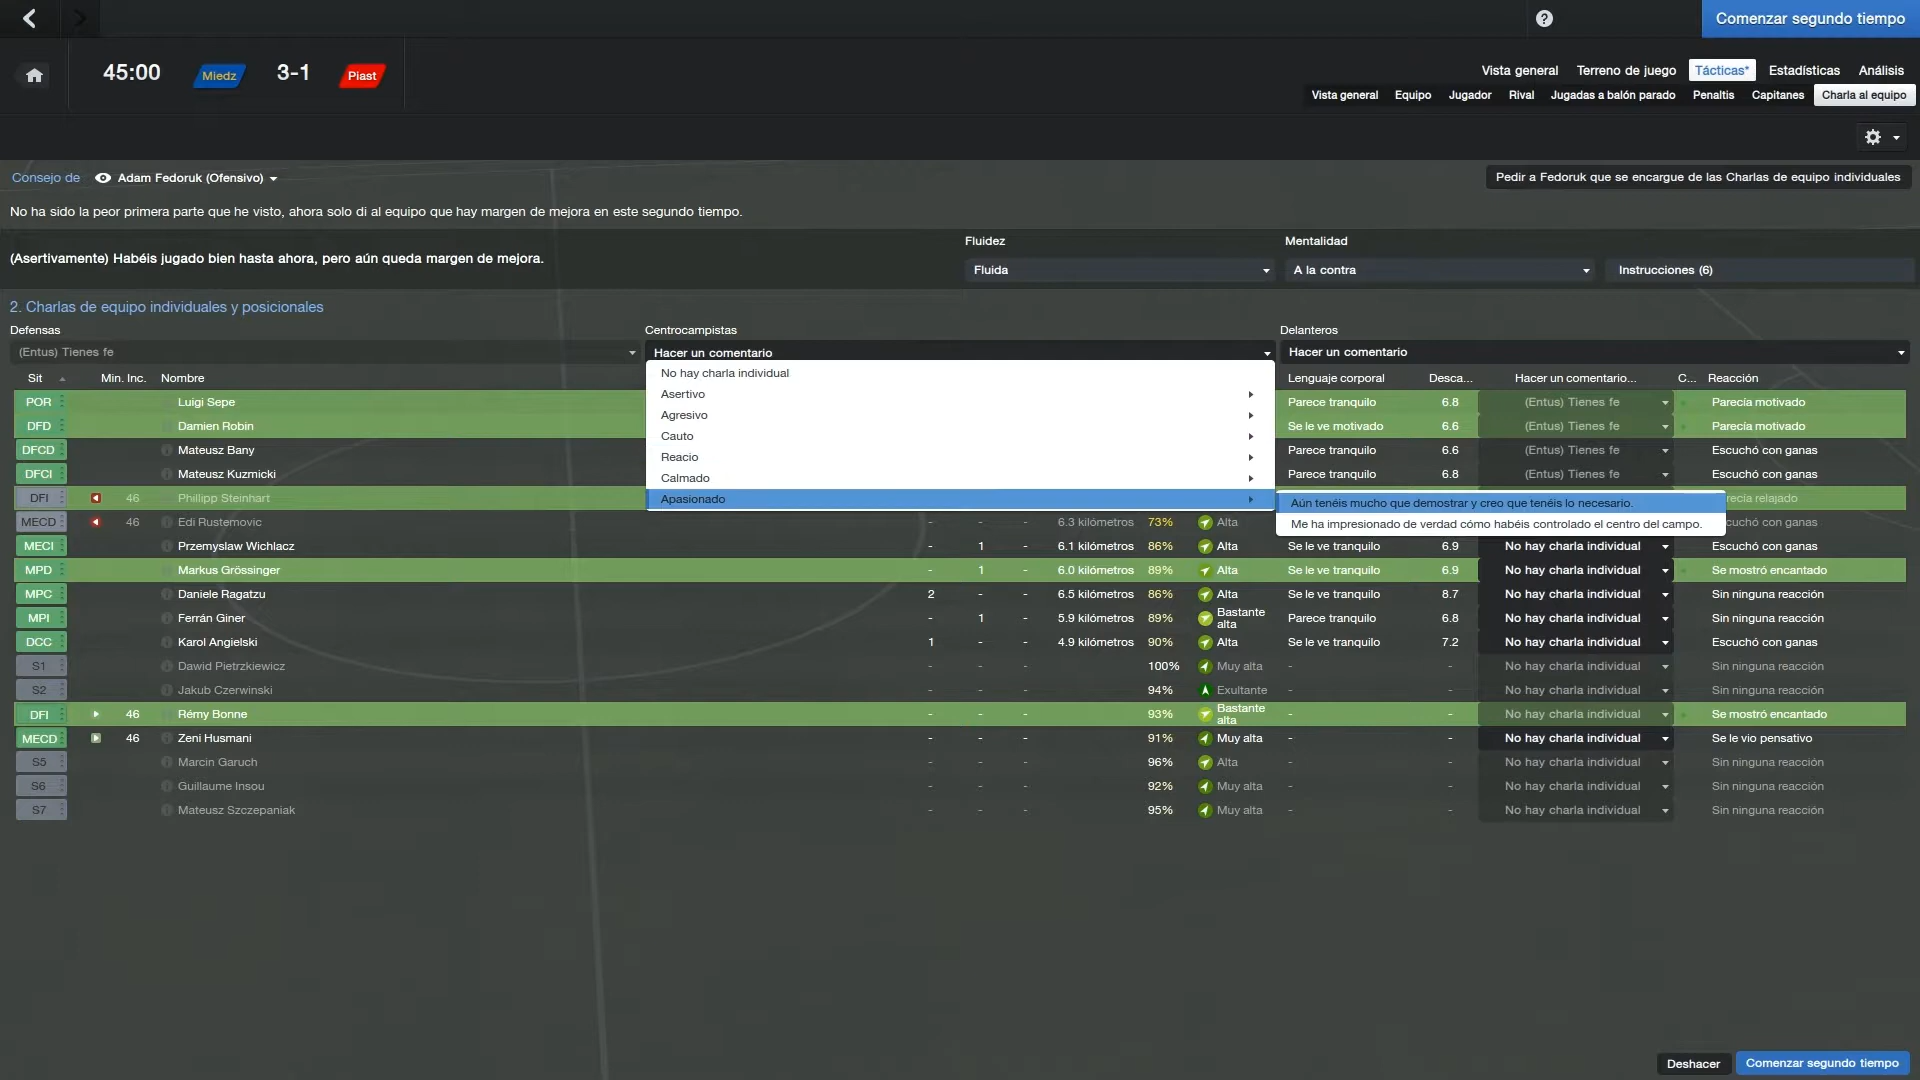 Comenzar segundo tiempo
45:00 Miedz 3-1 Piast
Vista general Terreno de juego Tácticas* Estadísticas Análisis
Vista general Equipo Jugador Rival Jugadas a balón parado Penaltis Capitanes Charla al equipo
Consejo de Adam Fedoruk (Ofensivo) Pedir a Fedoruk que se encargue de las Charlas de equipo individuales
No ha sido la peor primera parte que he visto, ahora solo di al equipo que hay margen de mejora en este segundo tiempo.
Fluidez Mentalidad
(Asertivamente) Habéis jugado bien hasta ahora, pero aún queda margen de mejora.
Fluida A la contra Instrucciones (6)
2. Charlas de equipo individuales y posicionales
Defensas Centrocampistas Delanteros
(Entus) Tienes fe Hacer un comentario Hacer un comentario
No hay charla individual
Asertivo
Agresivo
Cauto
Reacio
Calmado
Apasionado
Aún tenéis mucho que demostrar y creo que tenéis lo necesario.
Me ha impresionado de verdad cómo habéis controlado el centro del campo.
Sit Min. Inc. Nombre Lenguaje corporal Desca... Hacer un comentario... C... Reacción
POR Luigi Sepe Parece tranquilo 6.8 (Entus) Tienes fe Parecía motivado
DFD Damien Robin Se le ve motivado 6.6 (Entus) Tienes fe Parecía motivado
DFCD Mateusz Bany Parece tranquilo 6.6 (Entus) Tienes fe Escuchó con ganas
DFCI Mateusz Kuzmicki Parece tranquilo 6.8 (Entus) Tienes fe Escuchó con ganas
DFI 46 Phillipp Steinhart recía relajado
MECD 46 Edi Rustemovic - - - 6.3 kilómetros 73% Alta cuchó con ganas
MECI Przemyslaw Wichlacz - 1 - 6.1 kilómetros 86% Alta Se le ve tranquilo 6.9 No hay charla individual Escuchó con ganas
MPD Markus Grössinger - 1 - 6.0 kilómetros 89% Alta Se le ve tranquilo 6.9 No hay charla individual Se mostró encantado
MPC Daniele Ragatzu 2 - - 6.5 kilómetros 86% Alta Se le ve tranquilo 8.7 No hay charla individual Sin ninguna reacción
MPI Ferrán Giner - 1 - 5.9 kilómetros 89% Bastante alta Parece tranquilo 6.8 No hay charla individual Sin ninguna reacción
DCC Karol Angielski 1 - - 4.9 kilómetros 90% Alta Se le ve tranquilo 7.2 No hay charla individual Escuchó con ganas
S1 Dawid Pietrzkiewicz - - - 100% Muy alta - - No hay charla individual Sin ninguna reacción
S2 Jakub Czerwinski - - - 94% Exultante - - No hay charla individual Sin ninguna reacción
DFI 46 Rémy Bonne - - - 93% Bastante alta - - No hay charla individual Se mostró encantado
MECD 46 Zeni Husmani - - - 91% Muy alta - - No hay charla individual Se le vio pensativo
S5 Marcin Garuch - - - 96% Alta - - No hay charla individual Sin ninguna reacción
S6 Guillaume Insou - - - 92% Muy alta - - No hay charla individual Sin ninguna reacción
S7 Mateusz Szczepaniak - - - 95% Muy alta - - No hay charla individual Sin ninguna reacción
Deshacer Comenzar segundo tiempo